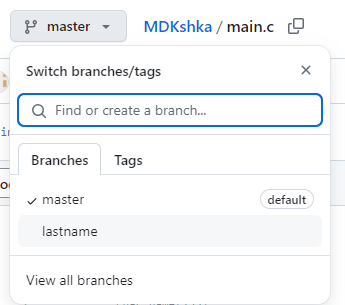 master MDKshka / main.c
Switch branches/tags
Find or create a branch...
Branches Tags
master default
lastname
View all branches